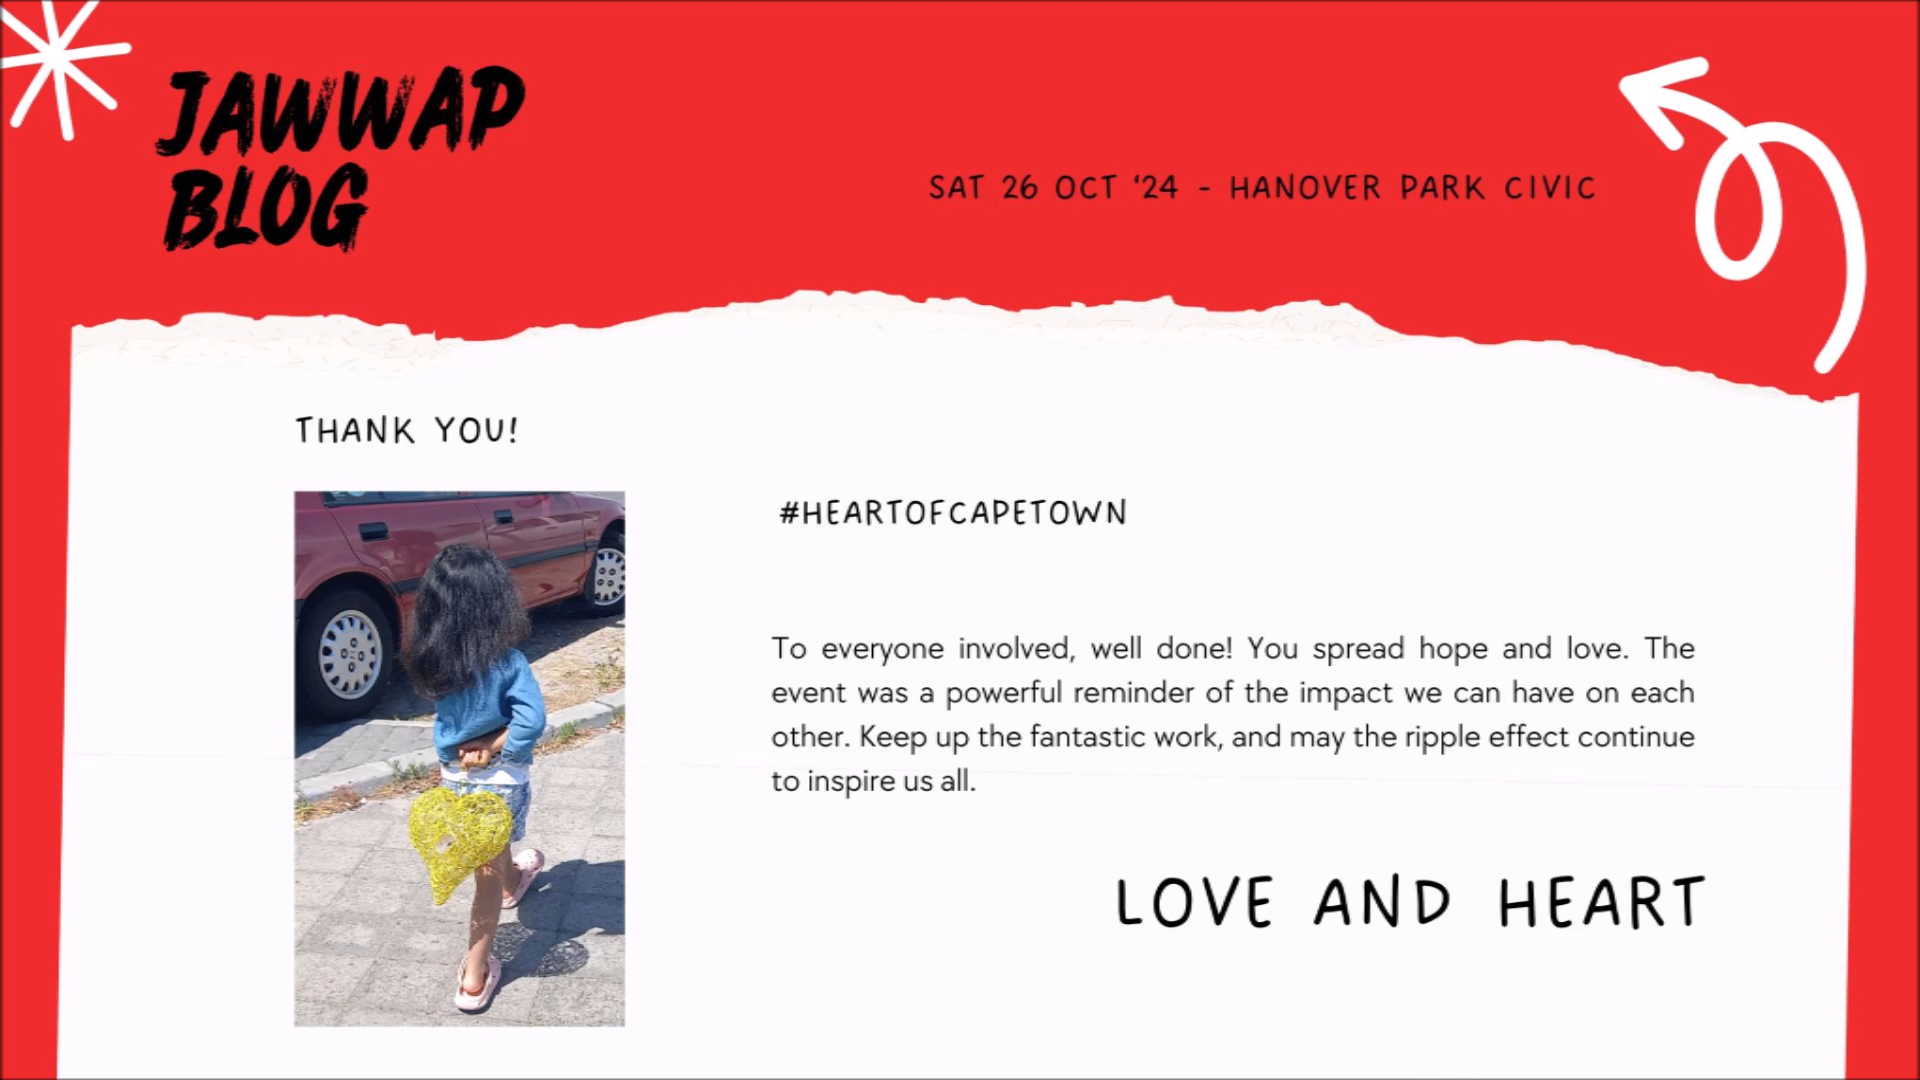 JAWWAP
BLOG
SAT 26 OCT '24 - HANOVER PARK CIVIC
THANK YOU!
#HEARTOFCAPETOWN
To everyone involved, well done! You spread hope and love. The
event was a powerful reminder of the impact we can have on each
other. Keep up the fantastic work, and may the ripple effect continue
to inspire us all.
LOVE AND HEART